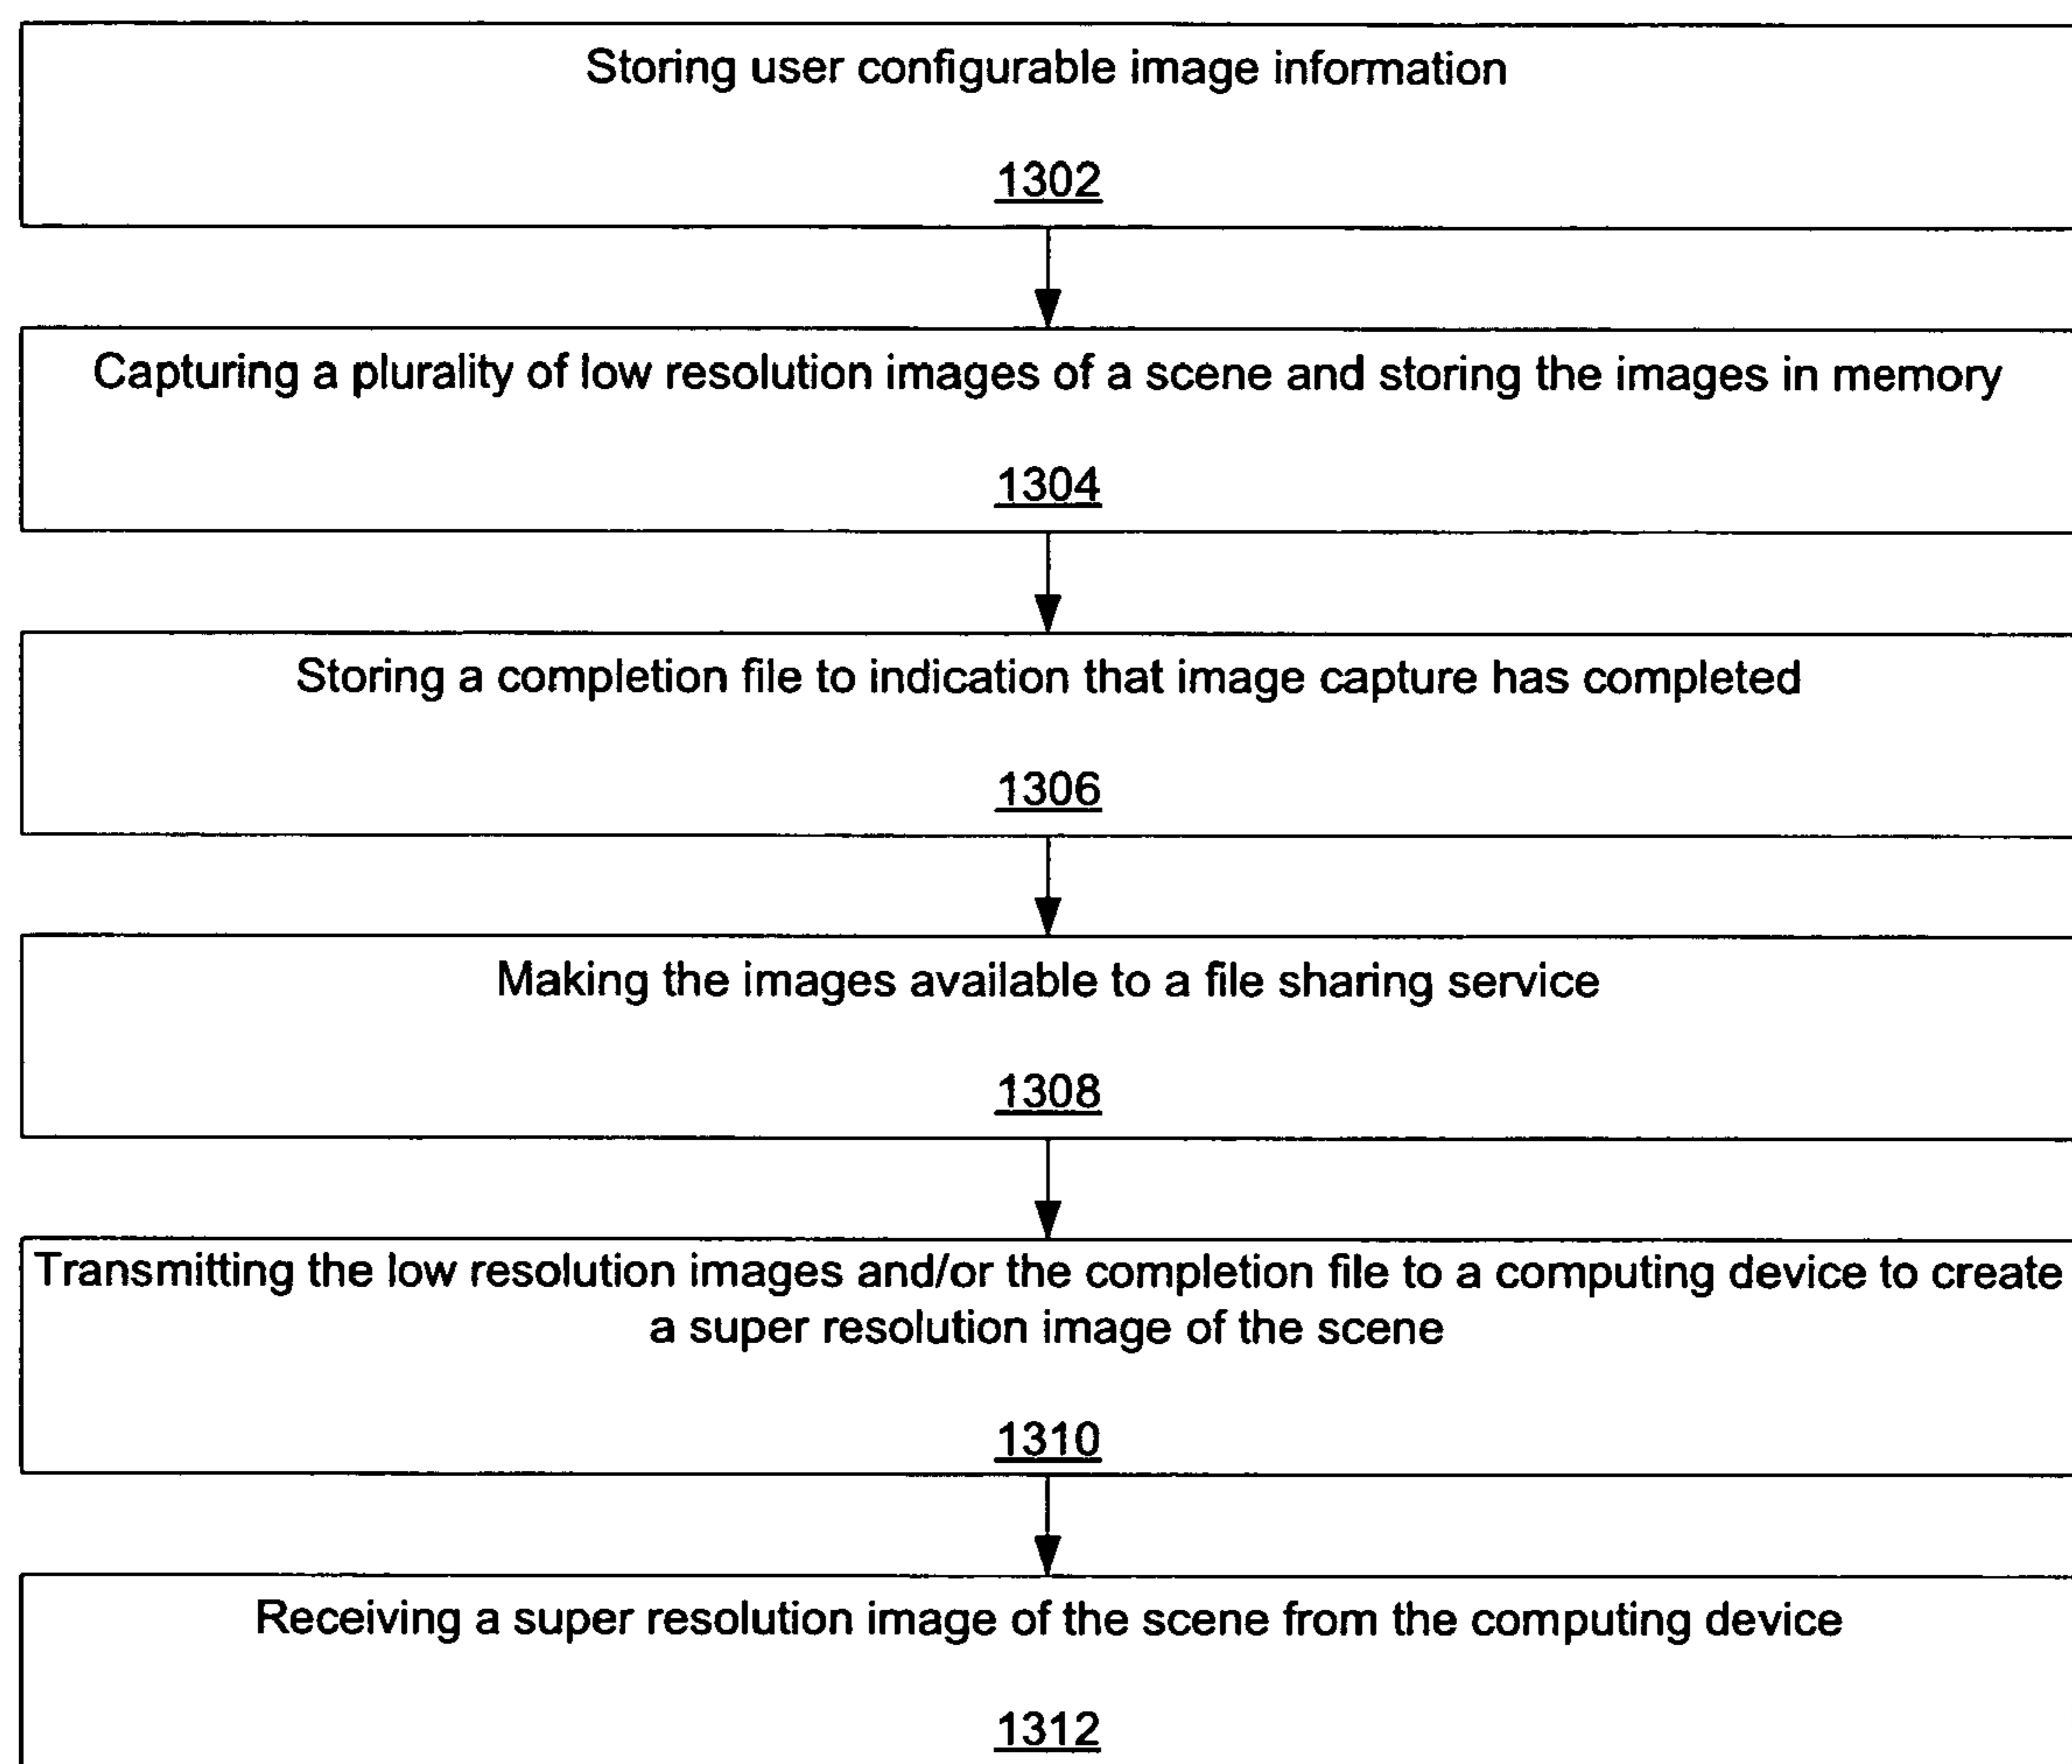 Storing user configurable image information
1302
Capturing a plurality of low resolution images of a scene and storing the images in memory
1304
Storing a completion file to indication that image capture has completed
1306
Making the images available to a file sharing service
1308
Transmitting the low resolution images and/or the completion file to a computing device to create
a super resolution image of the scene
1310
Receiving a super resolution image of the scene from the computing device
1312